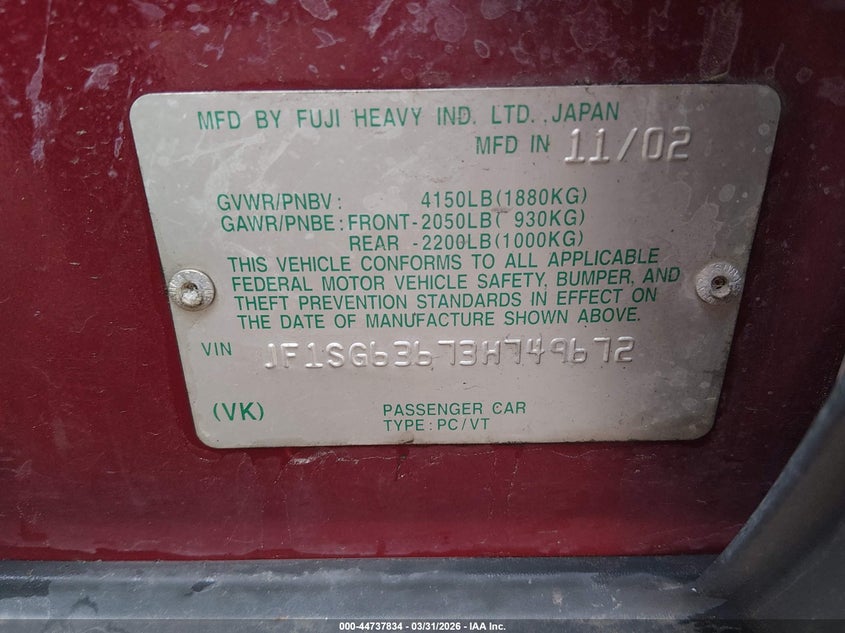 MFD BY FUJI HEAVY IND. LTD. JAPAN
MFD IN 11/02
GVWR/PNBV: 4150LB(1880KG)
GAWR/PNBE: FRONT-2050LB( 930KG)
REAR -2200LB(1000KG)
THIS VEHICLE CONFORMS TO ALL APPLICABLE
FEDERAL MOTOR VEHICLE SAFETY, BUMPER, AND
THEFT PREVENTION STANDARDS IN EFFECT ON
THE DATE OF MANUFACTURE SHOWN ABOVE.
VIN JF1SG63673H749672
(VK) PASSENGER CAR
TYPE: PC/VT
000-44737834 - 03/31/2026 - IAA Inc.